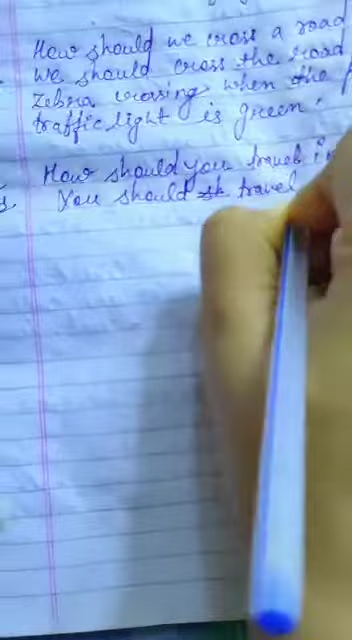 How should we cross a road
We should cross the road
Zebra crossing when the
traffic light is green.
How should you travel in
You should travel